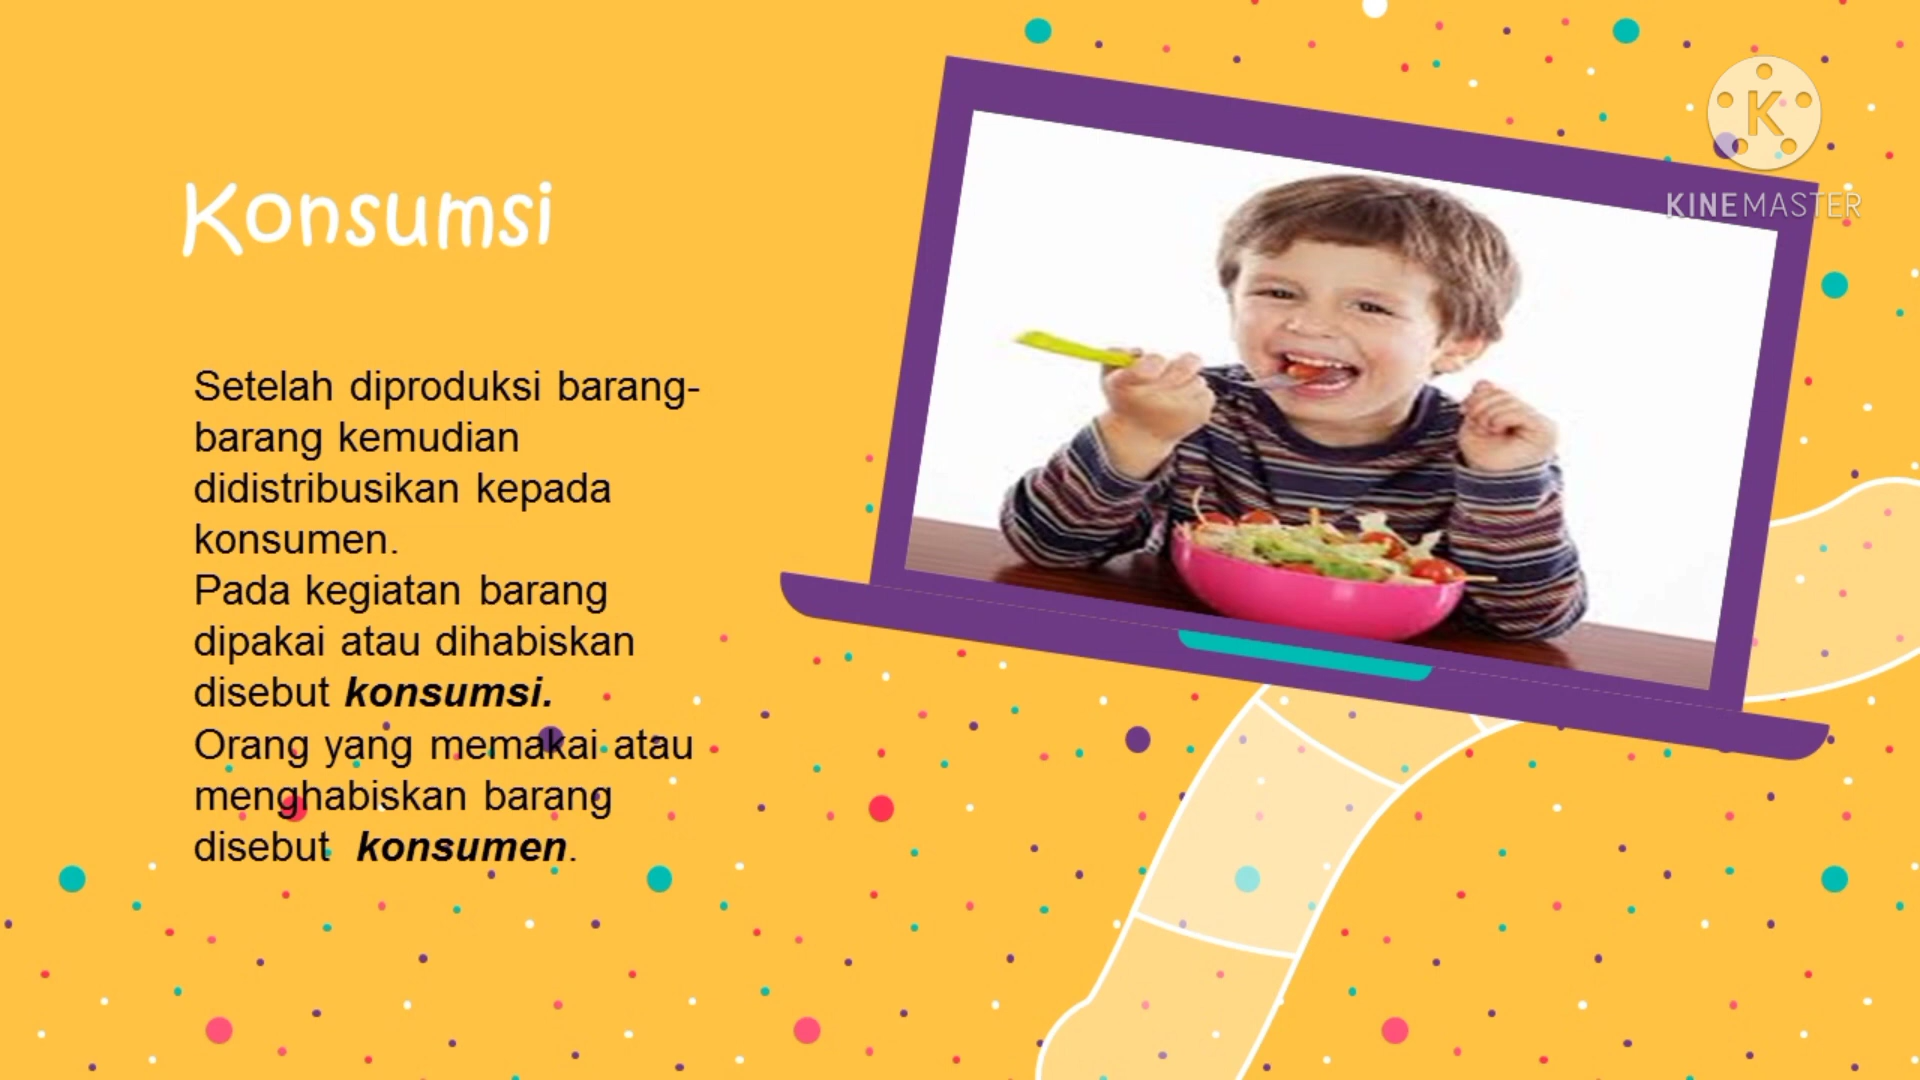 Konsumsi
Setelah diproduksi barang-
barang kemudian
didistribusikan kepada
konsumen.
Pada kegiatan barang
dipakai atau dihabiskan
disebut konsumsi.
Orang yang memakai atau
menghabiskan barang
disebut konsumen.
K
KINEMASTER